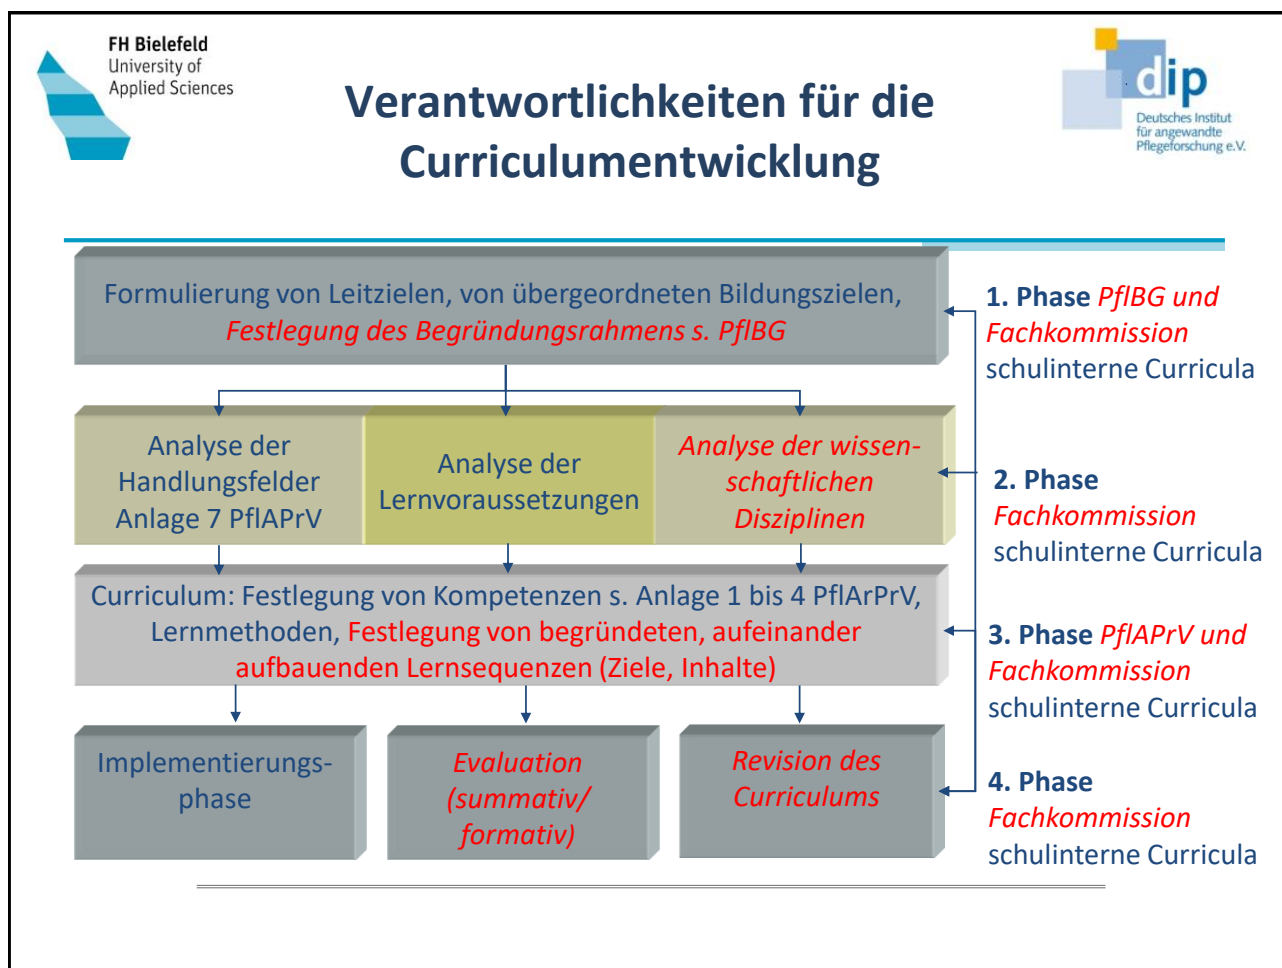 FH Bielefeld
University of
Applied Sciences
dip
Deutsches Institut
für angewandte
Pflegeforschung e.V.
Verantwortlichkeiten für die
Curriculumentwicklung
Formulierung von Leitzielen, von übergeordneten Bildungszielen,
Festlegung des Begründungsrahmens s. PflBG
1. Phase PflBG und
Fachkommission
schulinterne Curricula
Analyse der
Handlungsfelder
Anlage 7 PflAPrV
Analyse der
Lernvoraussetzungen
Analyse der wissen-
schaftlichen
Disziplinen
2. Phase
Fachkommission
schulinterne Curricula
Curriculum: Festlegung von Kompetenzen s. Anlage 1 bis 4 PflArPrV,
Lernmethoden, Festlegung von begründeten, aufeinander
aufbauenden Lernsequenzen (Ziele, Inhalte)
3. Phase PflAPrV und
Fachkommission
schulinterne Curricula
Implementierungs-
phase
Evaluation
(summativ/
formativ)
Revision des
Curriculums
4. Phase
Fachkommission
schulinterne Curricula